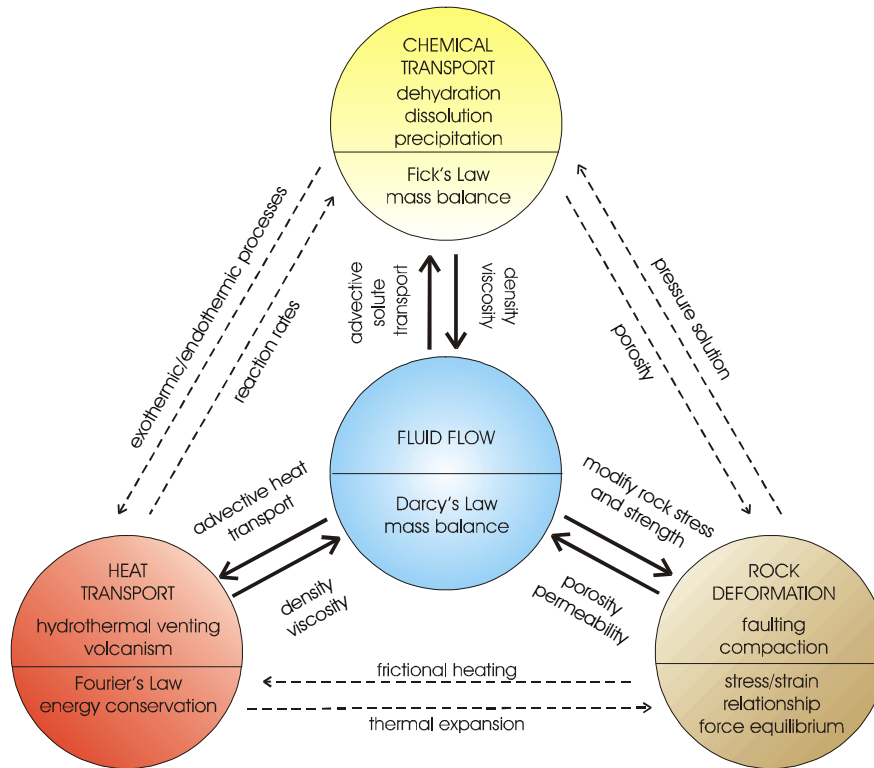 CHEMICAL
TRANSPORT
dehydration
dissolution
precipitation
Fick's Law
mass balance
exothermic/endothermic processes
reaction rates
advective
solute
transport
density
viscosity
porosity
pressure solution
FLUID FLOW
Darcy's Law
mass balance
advective heat
transport
density
viscosity
modify rock stress
and strength
porosity
permeability
HEAT
TRANSPORT
hydrothermal venting
volcanism
Fourier's Law
energy conservation
frictional heating
thermal expansion
ROCK
DEFORMATION
faulting
compaction
stress/strain
relationship
force equilibrium